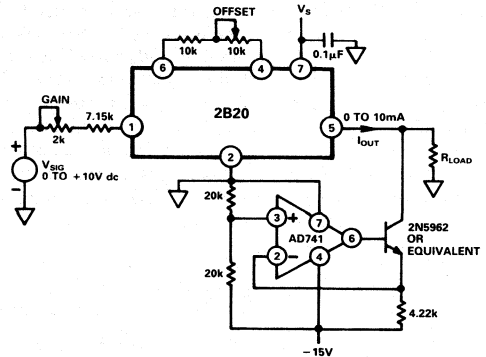 OFFSET
10k
10k
VS
0.1µF
6
4
7
GAIN
2k
7.15k
1
2B20
5
0 TO 10mA
IOUT
RLOAD
+
VSIG
0 TO +10V dc
-
2
20k
3
+
7
AD741
6
2
-
4
2N5962
OR
EQUIVALENT
20k
4.22k
-15V